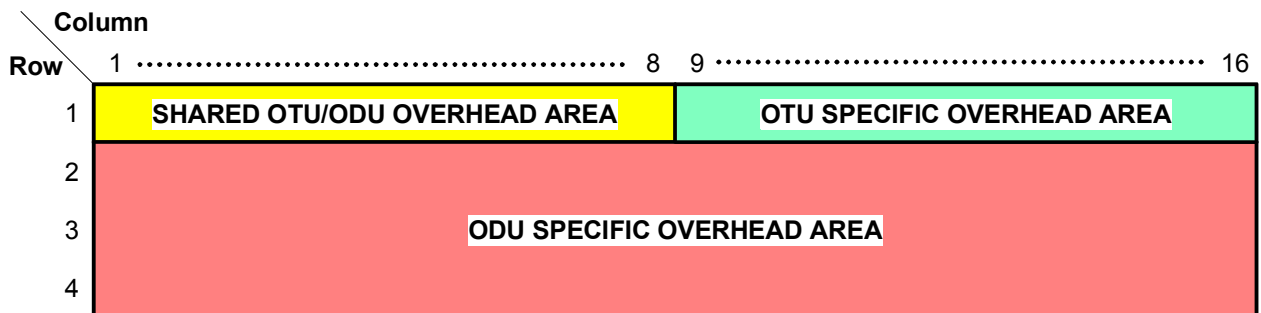 Column
Row 1 ................................................ 8 9 ................................................ 16
1 SHARED OTU/ODU OVERHEAD AREA OTU SPECIFIC OVERHEAD AREA
2
3 ODU SPECIFIC OVERHEAD AREA
4